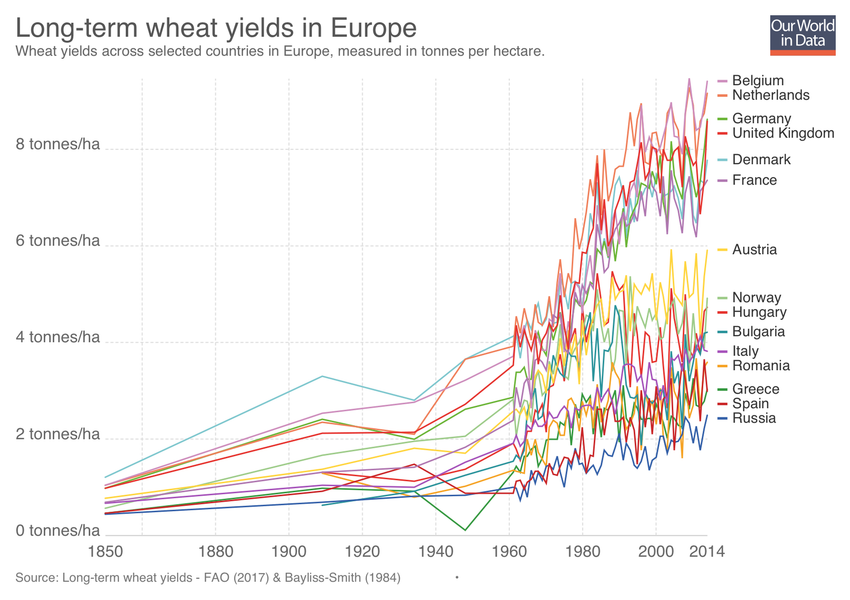 Long-term wheat yields in Europe
Wheat yields across selected countries in Europe, measured in tonnes per hectare.
Our World
in Data
8 tonnes/ha
6 tonnes/ha
4 tonnes/ha
2 tonnes/ha
0 tonnes/ha
Belgium
Netherlands
Germany
United Kingdom
Denmark
France
Austria
Norway
Hungary
Bulgaria
Italy
Romania
Greece
Spain
Russia
1850 1880 1900 1920 1940 1960 1980 2000 2014
Source: Long-term wheat yields - FAO (2017) & Bayliss-Smith (1984)